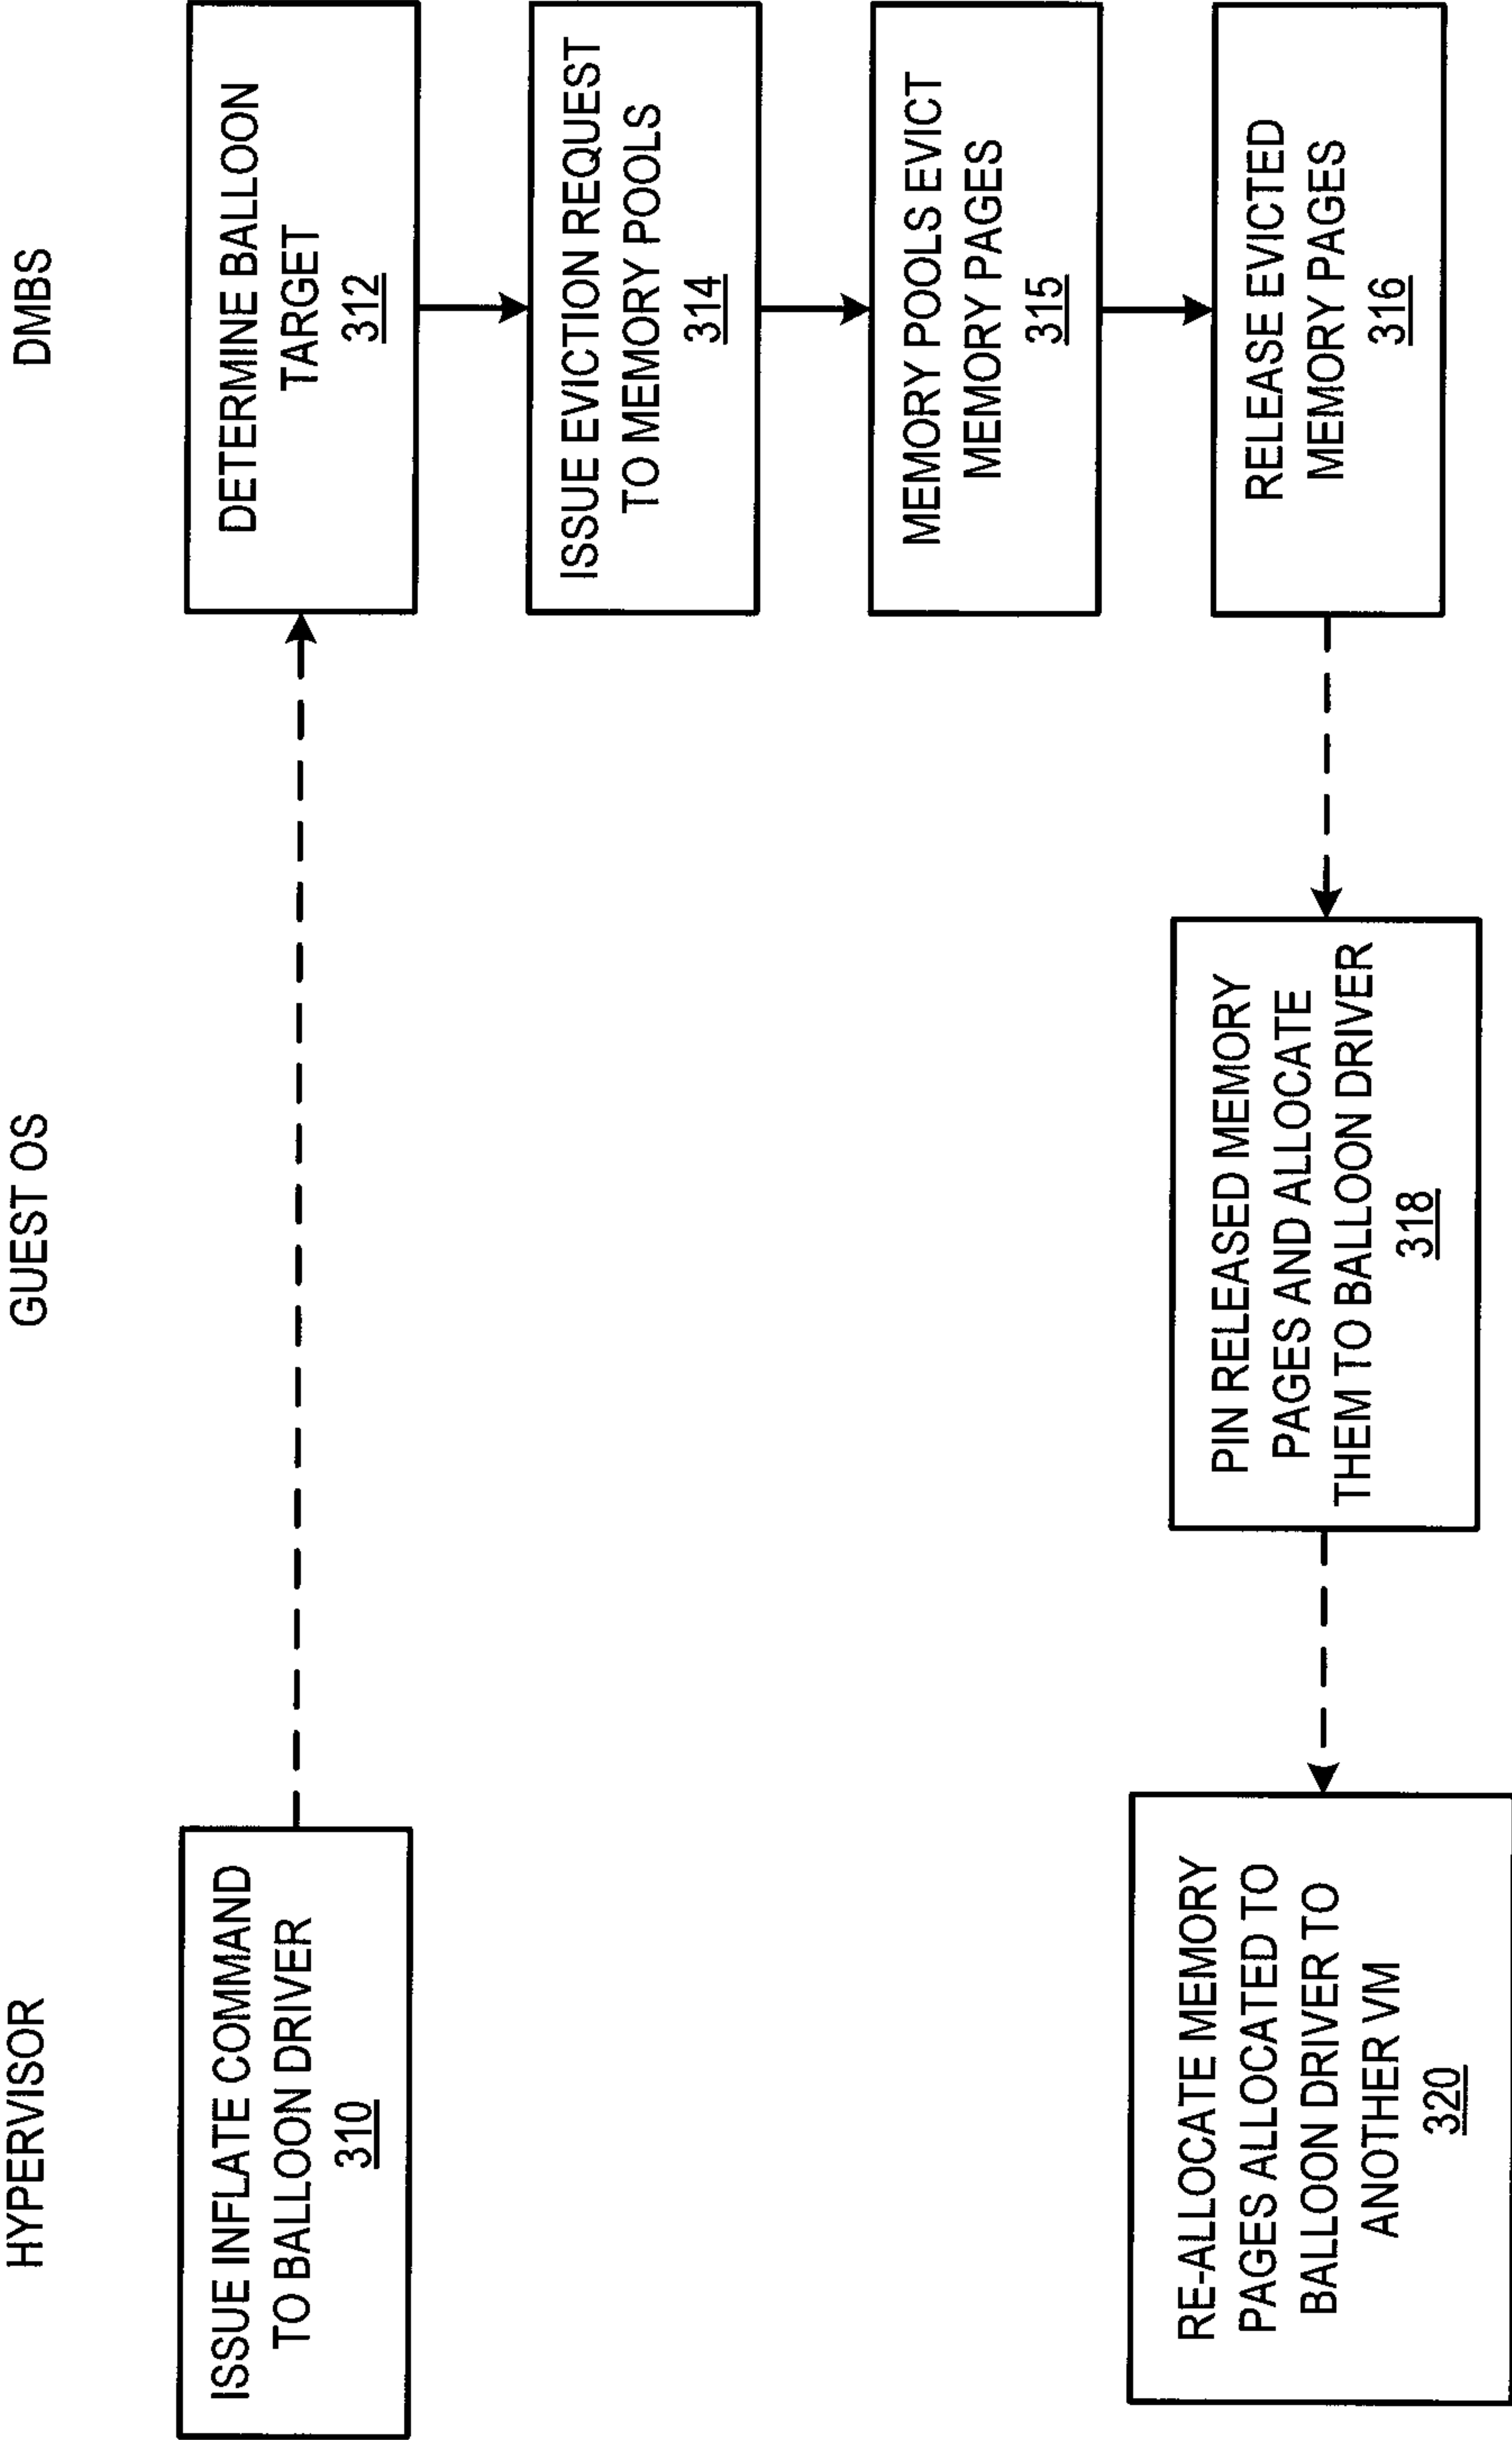 HYPERVISOR
GUEST OS
DMBS
ISSUE INFLATE COMMAND
TO BALLOON DRIVER
310
DETERMINE BALLOON
TARGET
312
ISSUE EVICTION REQUEST
TO MEMORY POOLS
314
MEMORY POOLS EVICT
MEMORY PAGES
315
RELEASE EVICTED
MEMORY PAGES
316
PIN RELEASED MEMORY
PAGES AND ALLOCATE
THEM TO BALLOON DRIVER
318
RE-ALLOCATE MEMORY
PAGES ALLOCATED TO
BALLOON DRIVER TO
ANOTHER VM
320